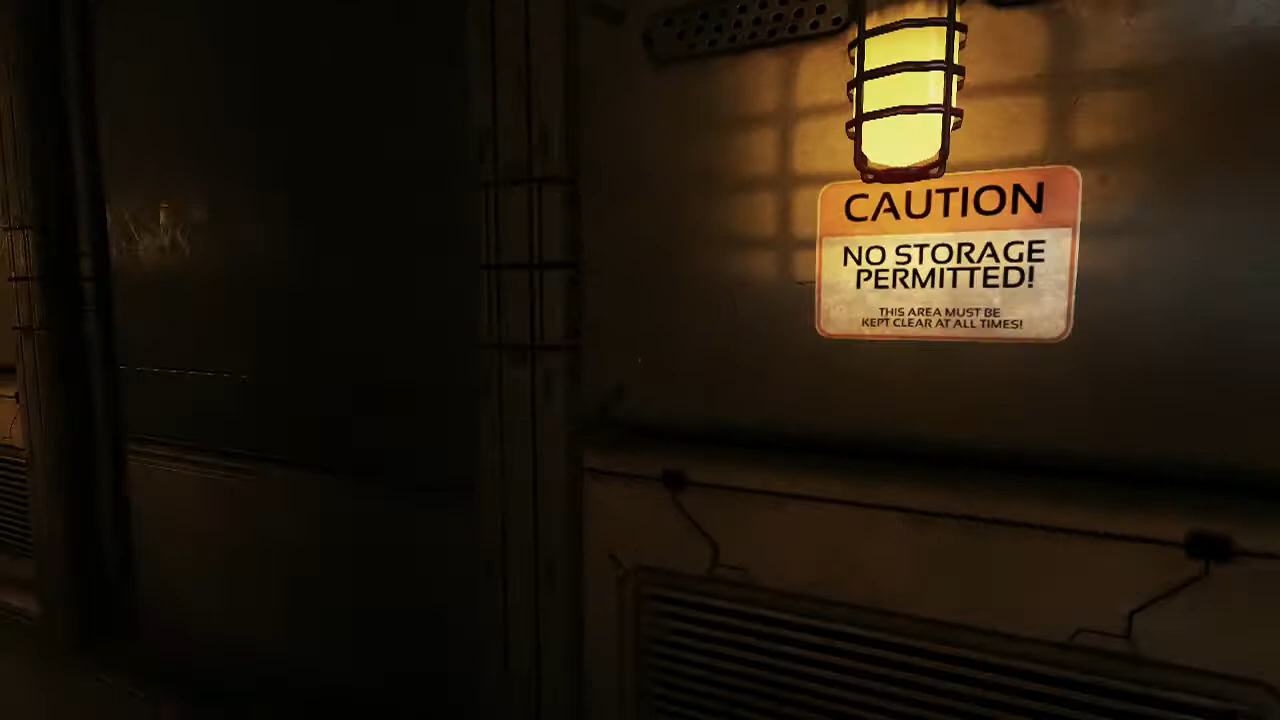 CAUTION
NO STORAGE
PERMITTED!
THIS AREA MUST BE
KEPT CLEAR AT ALL TIMES!